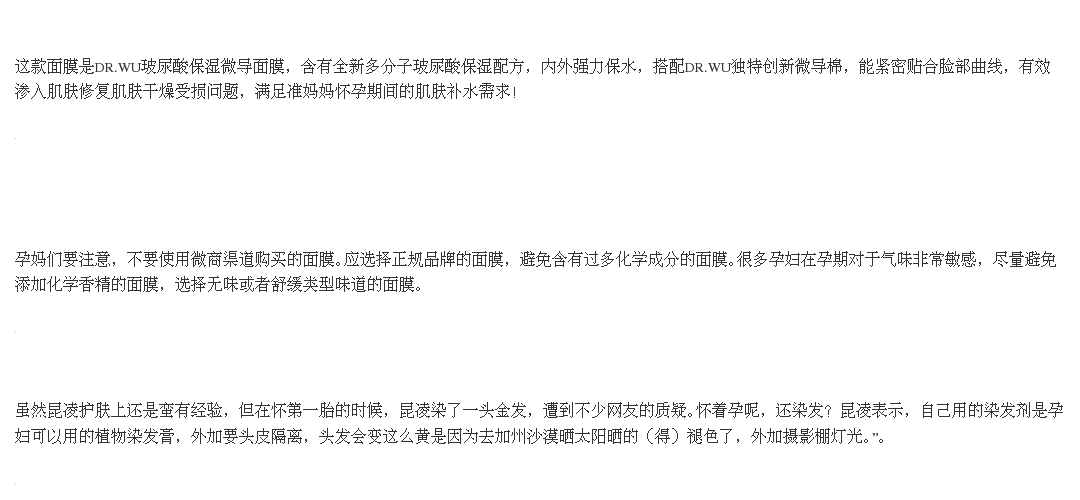 这款面膜是DR.WU玻尿酸保湿微导面膜，含有全新多分子玻尿酸保湿配方，内外强力保水，搭配DR.WU独特创新微导棉，能紧密贴合脸部曲线，有效
渗入肌肤修复肌肤干燥受损问题，满足准妈妈怀孕期间的肌肤补水需求！
孕妈们要注意，不要使用微商渠道购买的面膜。应选择正规品牌的面膜，避免含有过多化学成分的面膜。很多孕妇在孕期对于气味非常敏感，尽量避免
添加化学香精的面膜，选择无味或者舒缓类型味道的面膜。
虽然昆凌护肤上还是蛮有经验，但在怀第一胎的时候，昆凌染了一头金发，遭到不少网友的质疑。怀着孕呢，还染发？昆凌表示，自己用的染发剂是孕
妇可以用的植物染发膏，外加要头皮隔离，头发会变这么黄是因为去加州沙漠晒太阳晒的（得）褪色了，外加摄影棚灯光。”。